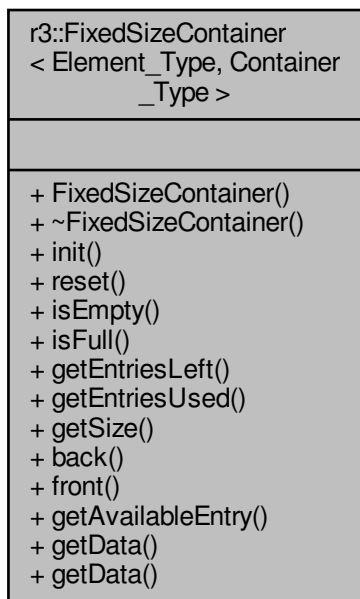 r3::FixedSizeContainer
< Element_Type, Container
_Type >
+ FixedSizeContainer()
+ ~FixedSizeContainer()
+ init()
+ reset()
+ isEmpty()
+ isFull()
+ getEntriesLeft()
+ getEntriesUsed()
+ getSize()
+ back()
+ front()
+ getAvailableEntry()
+ getData()
+ getData()